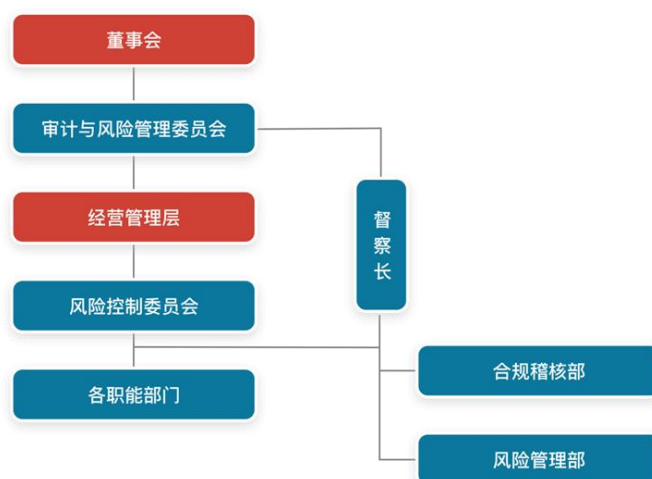 董事会
审计与风险管理委员会
经营管理层
督察长
风险控制委员会
合规稽核部
各职能部门
风险管理部